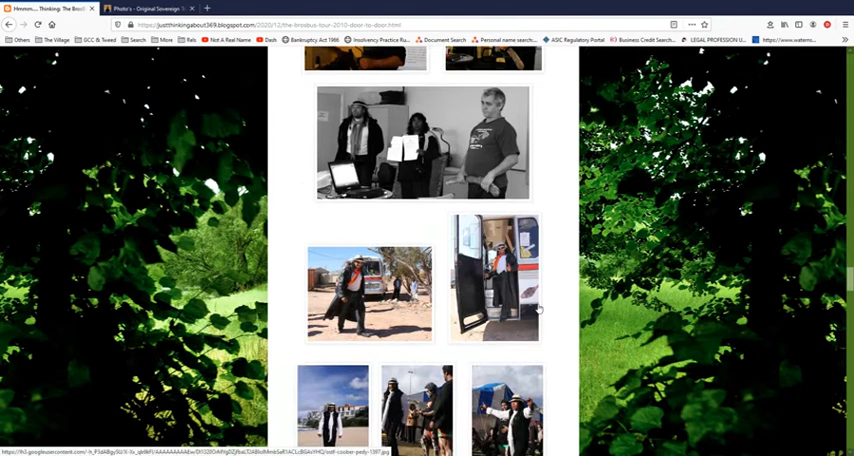 Hmmm.... Thinking: The Brosb
Photo's - Original Sovereign T
https://justthinkingabout369.blogspot.com/2020/12/the-brosbus-tour-2010-door-to-door.html
Others The Village GCC & Tweed Search More Rals Not A Real Name Dash Bankruptcy Act 1966 Insolvency Practice Ru... Document Search Personal name search:... ASIC Regulatory Portal Business Credit Search... LEGAL PROFESSION U... https://www.waterns...